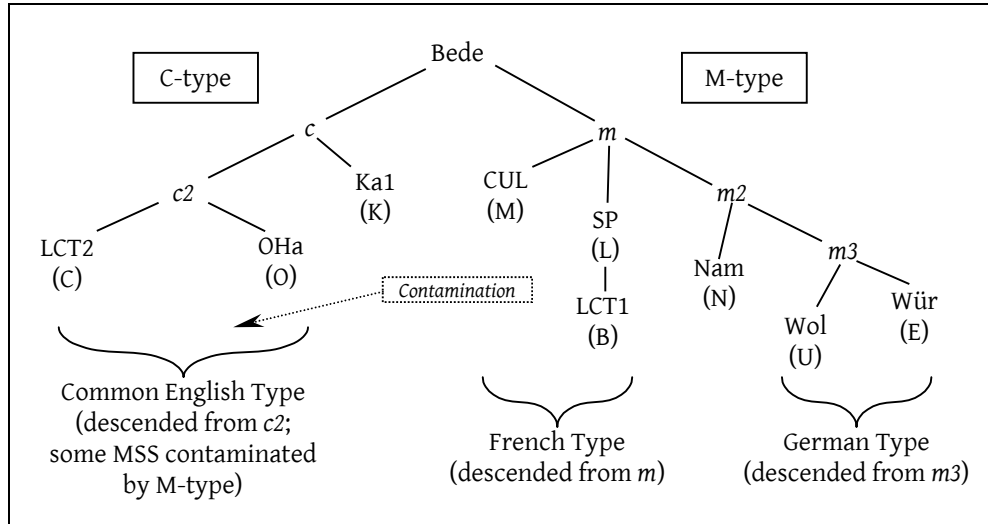 Bede
C-type
M-type
c
m
Ka1
(K)
CUL
(M)
c2
SP
(L)
m2
LCT2
(C)
OHa
(O)
Nam
(N)
m3
Contamination
LCT1
(B)
Wol
(U)
Wür
(E)
Common English Type
(descended from c2;
some MSS contaminated
by M-type)
French Type
(descended from m)
German Type
(descended from m3)